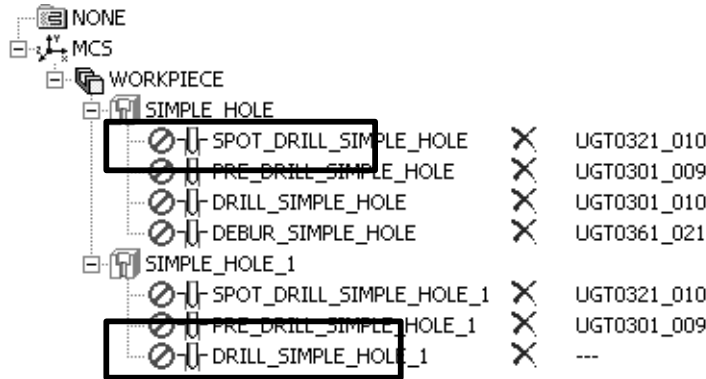 NONE
MCS
WORKPIECE
SIMPLE_HOLE
SPOT_DRILL_SIMPLE_HOLE UGT0321_010
PRE_DRILL_SIMPLE_HOLE UGT0301_009
DRILL_SIMPLE_HOLE UGT0301_010
DEBUR_SIMPLE_HOLE UGT0361_021
SIMPLE_HOLE_1
SPOT_DRILL_SIMPLE_HOLE_1 UGT0321_010
PRE_DRILL_SIMPLE_HOLE_1 UGT0301_009
DRILL_SIMPLE_HOLE_1 ---